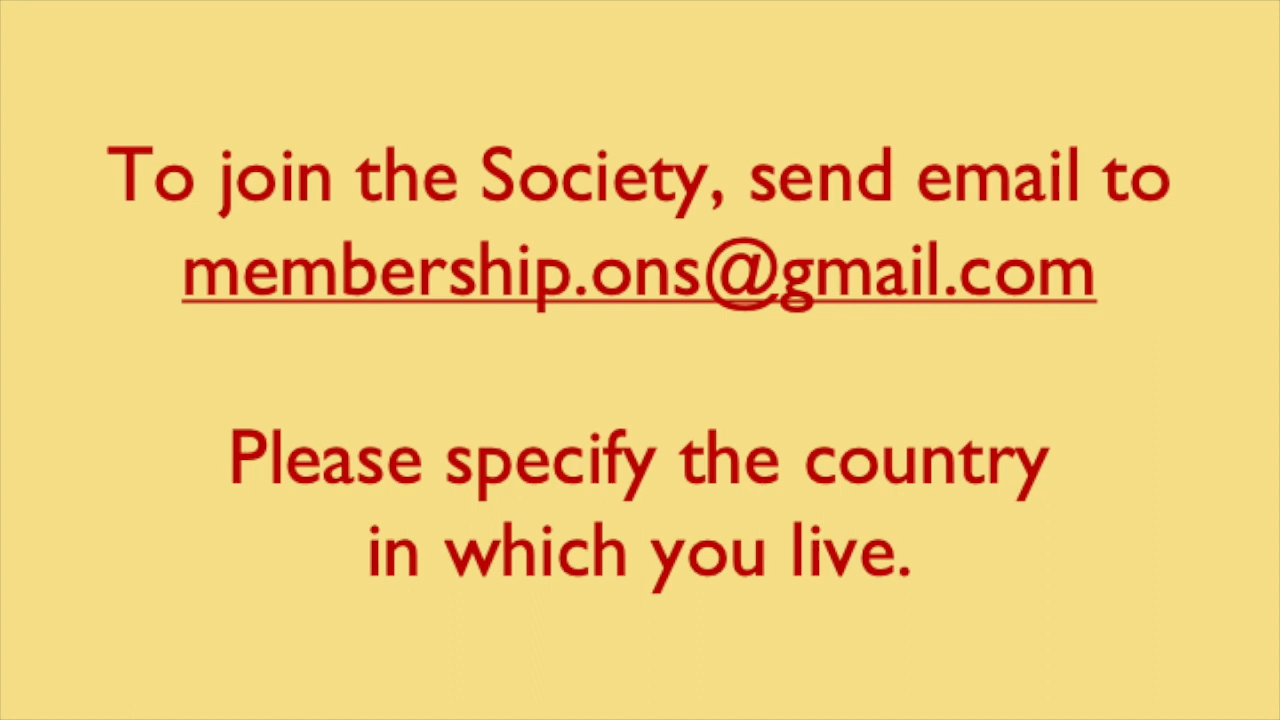 To join the Society, send email to
membership.ons@gmail.com
Please specify the country
in which you live.